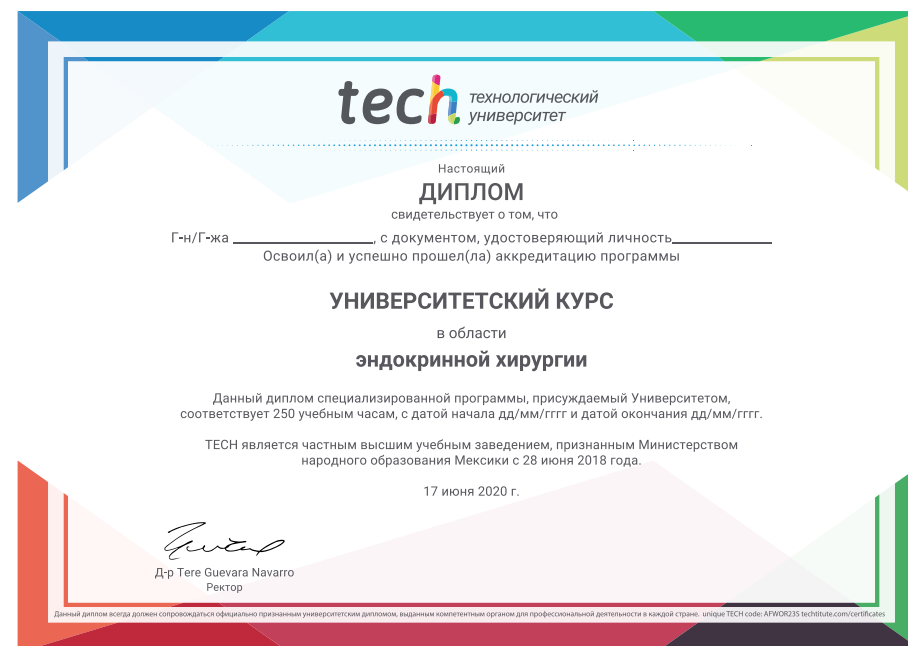 tech технологический
университет
Настоящий
ДИПЛОМ
свидетельствует о том, что
Г-н/Г-жа ____________________, с документом, удостоверяющий личность______________
Освоил(а) и успешно прошел(ла) аккредитацию программы
УНИВЕРСИТЕТСКИЙ КУРС
в области
эндокринной хирургии
Данный диплом специализированной программы, присуждаемый Университетом,
соответствует 250 учебным часам, с датой начала дд/мм/гггг и датой окончания дд/мм/гггг.
TECH является частным высшим учебным заведением, признанным Министерством
народного образования Мексики с 28 июня 2018 года.
17 июня 2020 г.
Д-р Tere Guevara Navarro
Ректор
Данный диплом всегда должен сопровождаться официально признанным университетским дипломом, выданным компетентным органом для профессиональной деятельности в каждой стране. unique TECH code: AFWOR23S techtitute.com/certificates